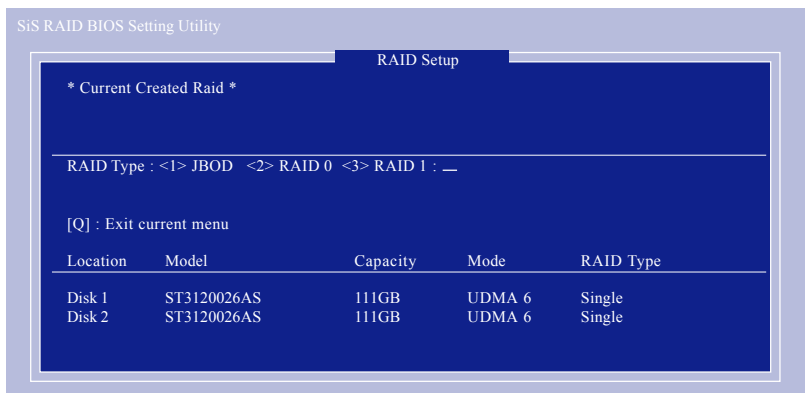 SiS RAID BIOS Setting Utility
RAID Setup
* Current Created Raid *
RAID Type : <1> JBOD <2> RAID 0 <3> RAID 1 : _
[Q] : Exit current menu
Location Model Capacity Mode RAID Type
Disk 1 ST3120026AS 111GB UDMA 6 Single
Disk 2 ST3120026AS 111GB UDMA 6 Single